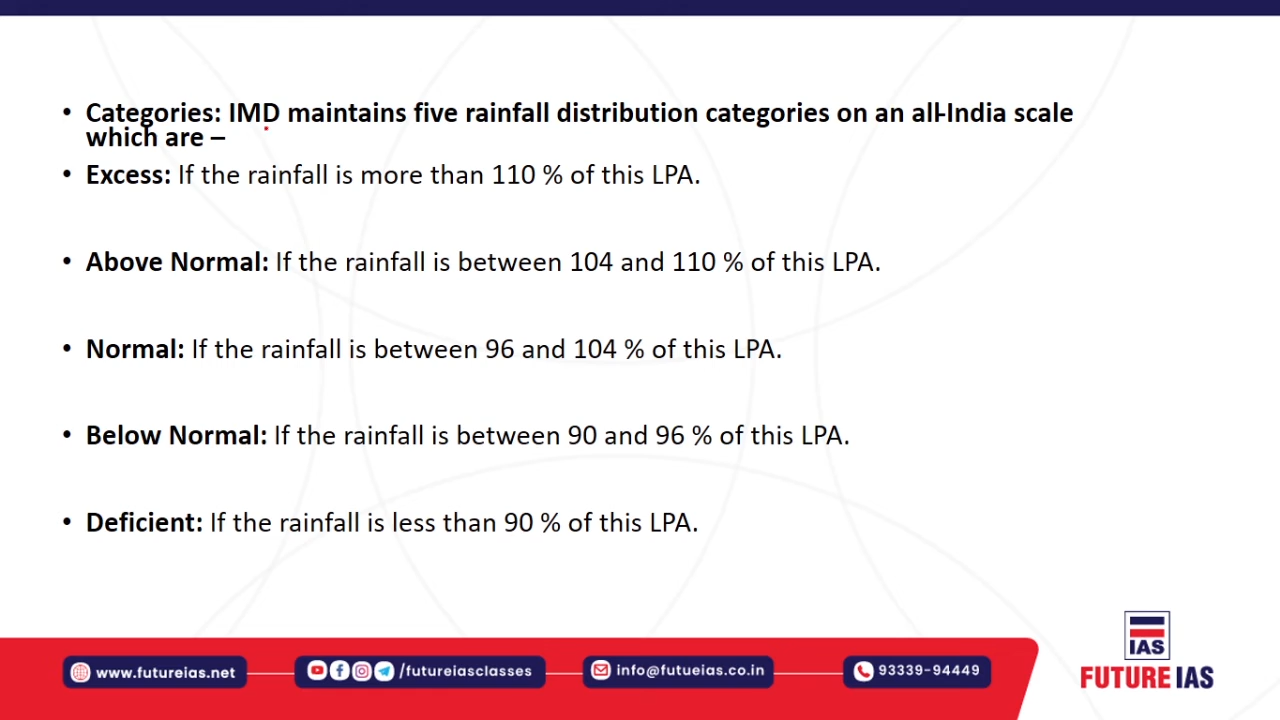 • Categories: IMD maintains five rainfall distribution categories on an all-India scale
which are –
• Excess: If the rainfall is more than 110 % of this LPA.
• Above Normal: If the rainfall is between 104 and 110 % of this LPA.
• Normal: If the rainfall is between 96 and 104 % of this LPA.
• Below Normal: If the rainfall is between 90 and 96 % of this LPA.
• Deficient: If the rainfall is less than 90 % of this LPA.
www.futureias.net
/futureiasclasses
info@futueias.co.in
93339-94449
IAS
FUTURE IAS